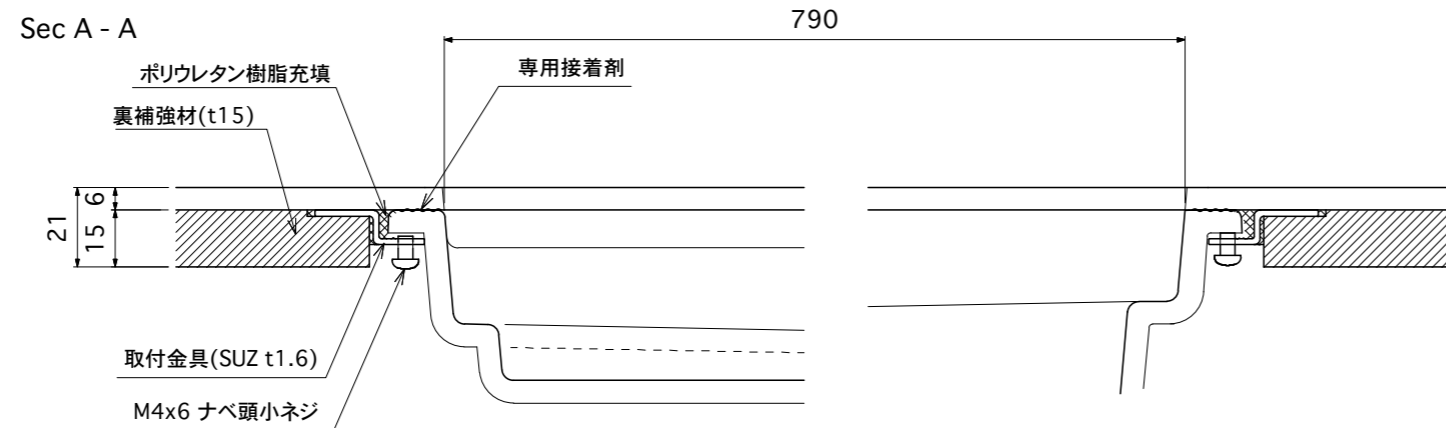 Sec A - A
790
ポリウレタン樹脂充填
専用接着剤
裏補強材(t15)
21
6
15
取付金具(SUZ t1.6)
M4x6 ナベ頭小ネジ